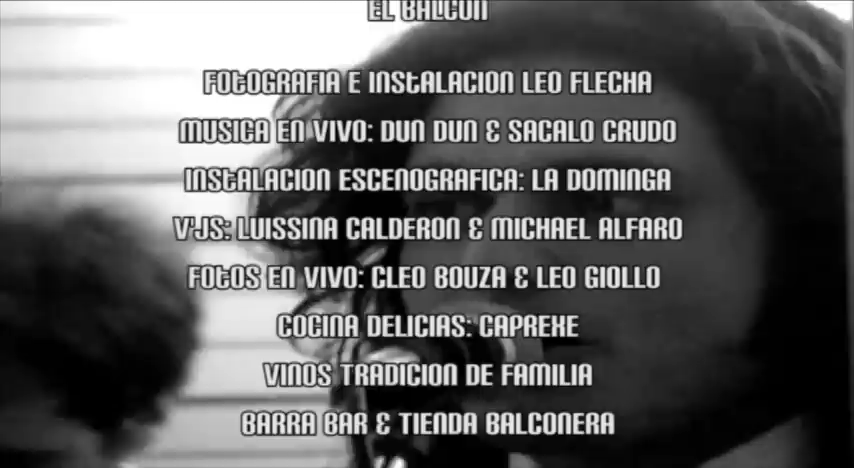 EL BALCON
FOTOGRAFIA E INSTALACION LEO FLECHA
MUSICA EN VIVO: DUN DUN & SACALO CRUDO
INSTALACION ESCENOGRAFICA: LA DOMINGA
V'JS: LUISSINA CALDERON & MICHAEL ALFARO
FOTOS EN VIVO: CLEO BOUZA & LEO GIOLLO
COCINA DELICIAS: CAPREXE
VINOS TRADICION DE FAMILIA
BARRA BAR & TIENDA BALCONERA